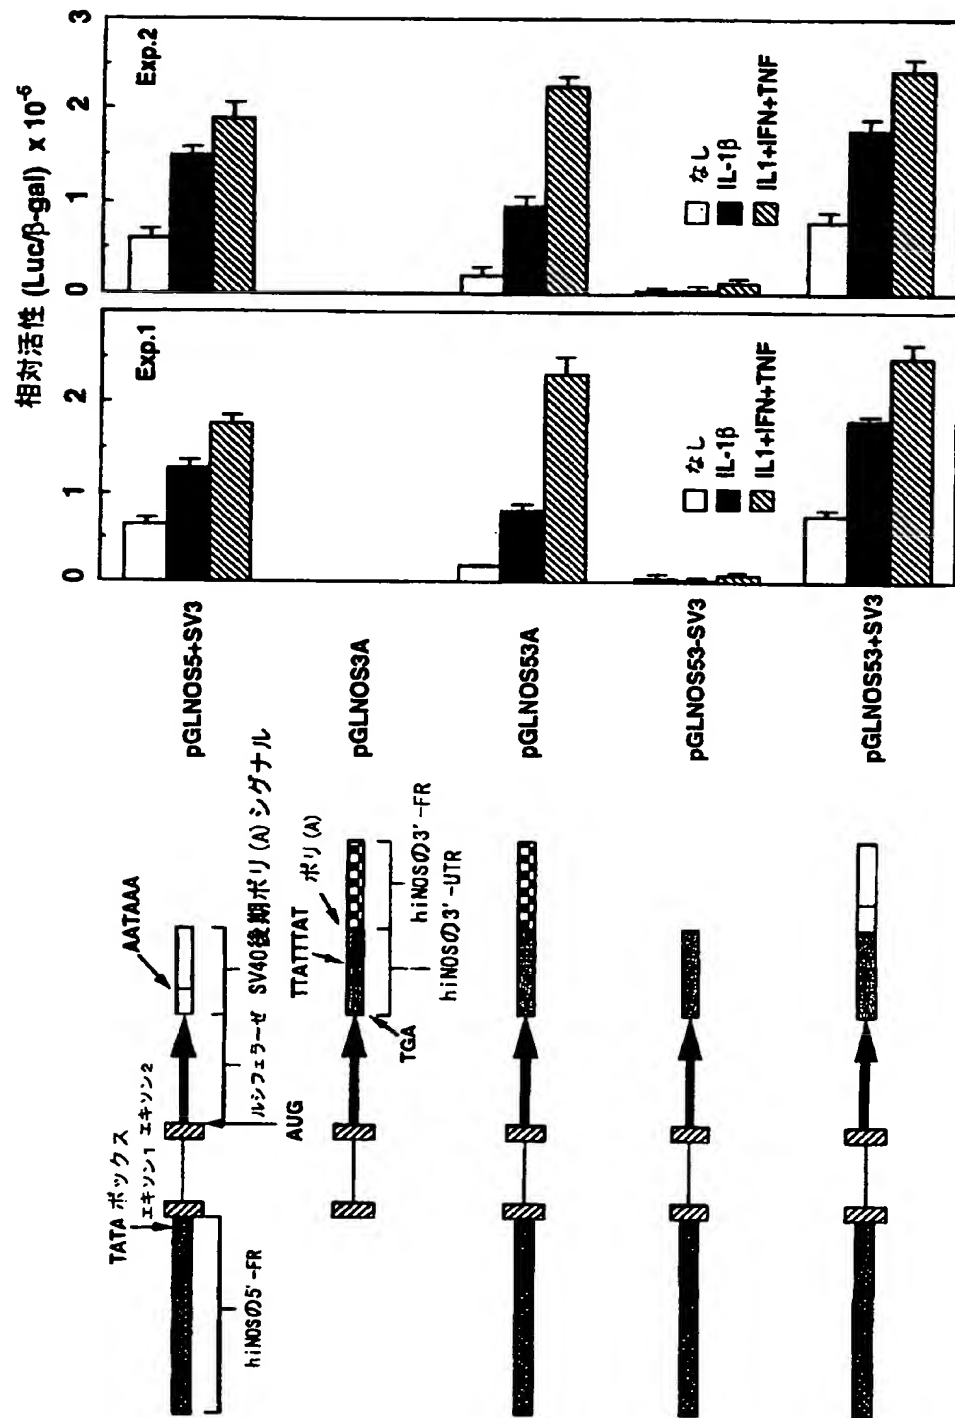 相対活性 (Luc/β-gal) x 10⁻⁵
0 1 2
0 1 2 3
Exp.1
Exp.2
なし
IL-1β
IL1+IFN+TNF
なし
IL-1β
IL1+IFN+TNF
pGLNOS5+SV3
pGLNOS3A
pGLNOS53A
pGLNOS53-SV3
pGLNOS53+SV3
TATA ボックス
エキソン1 エキソン2
AATAAA
hiNOSの5'-FR
ルシフェラーゼ SV40後期ポリ(A)シグナル
AUG
TTATTTAT
ポリ(A)
TGA
hiNOSの3'-UTR
hiNOSの3'-FR